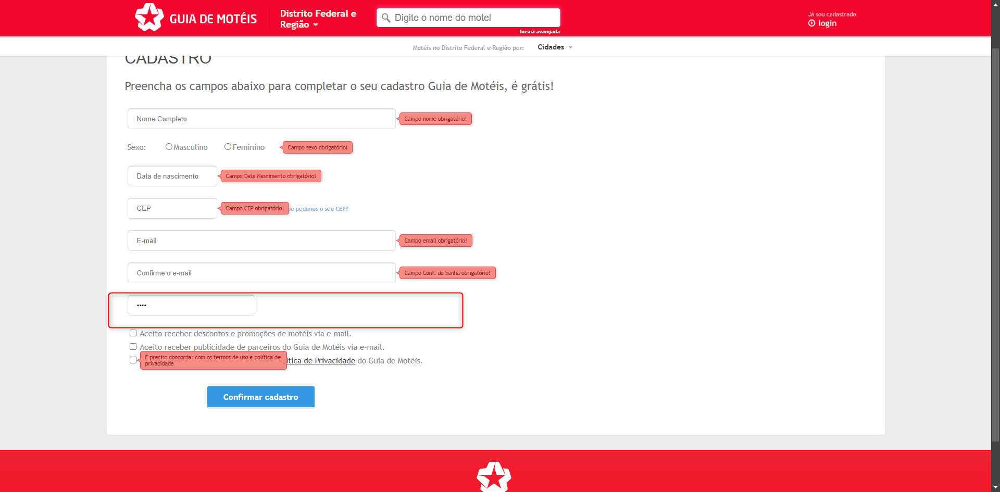 GUIA DE MOTÉIS
Distrito Federal e
Região
Digite o nome do motel
busca avançada
Já sou cadastrado
login
Motéis no Distrito Federal e Região por:
Cidades
CADASTRO
Preencha os campos abaixo para completar o seu cadastro Guia de Motéis, é grátis!
Nome Completo
Campo nome obrigatório!
Sexo:
Masculino
Feminino
Campo sexo obrigatório!
Data de nascimento
Campo Data Nascimento obrigatório!
CEP
Campo CEP obrigatório!
ue pedimos o seu CEP?
E-mail
Campo email obrigatório!
Confirme o e-mail
Campo Conf. de Senha obrigatório!
••••
Aceito receber descontos e promoções de motéis via e-mail.
Aceito receber publicidade de parceiros do Guia de Motéis via e-mail.
É preciso concordar com os termos de uso e política de
privacidade
ítica de Privacidade do Guia de Motéis.
Confirmar cadastro